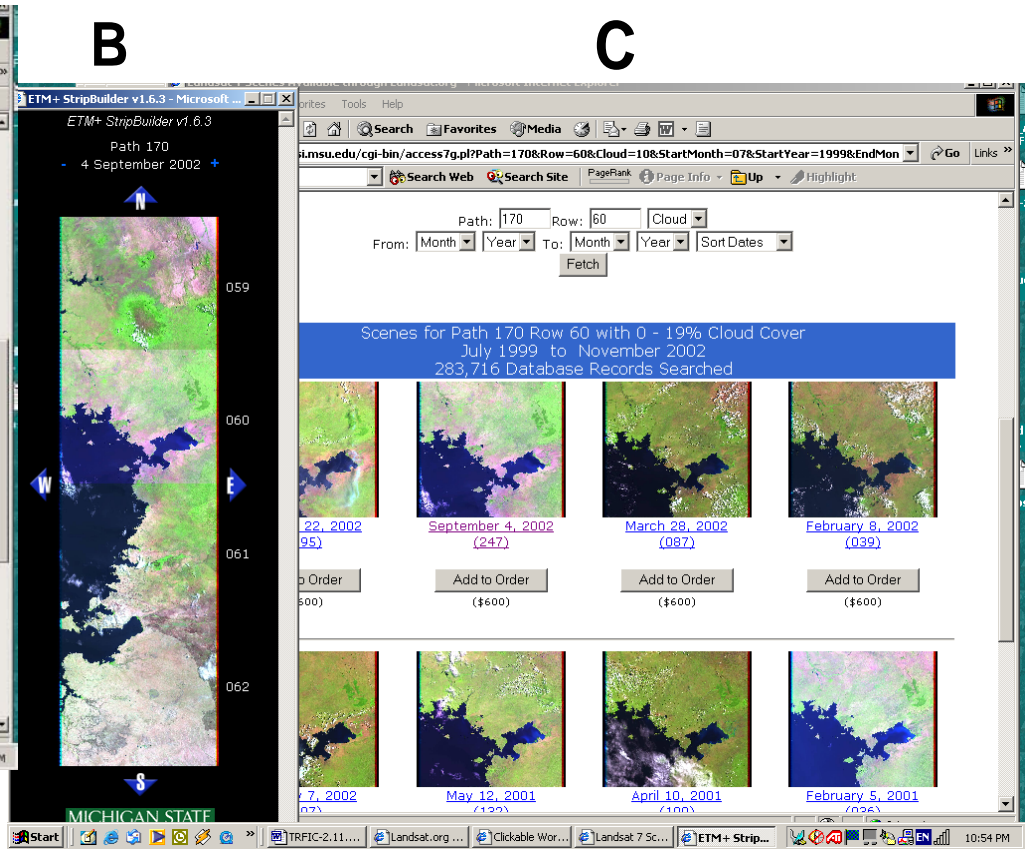 B
C
ETM+ StripBuilder v1.6.3 - Microsoft ...
ETM+ StripBuilder v1.6.3
Path 170
- 4 September 2002 +
N
059
060
W
E
061
062
S
MICHIGAN STATE
Tools Help
Search Favorites Media
si.msu.edu/cgi-bin/access7g.pl?Path=170&Row=60&Cloud=10&StartMonth=07&StartYear=1999&EndMon Go Links »
Search Web Search Site PageRank Page Info Up Highlight
Path: 170 Row: 60 Cloud
From: Month Year To: Month Year Sort Dates
Fetch
Scenes for Path 170 Row 60 with 0 - 19% Cloud Cover
July 1999 to November 2002
283,716 Database Records Searched
22, 2002 September 4, 2002 March 28, 2002 February 8, 2002
95) (247) (087) (039)
o Order Add to Order Add to Order Add to Order
600) ($600) ($600) ($600)
7, 2002 May 12, 2001 April 10, 2001 February 5, 2001
Start » TRFIC-2.11.... Landsat.org ... Clickable Wor... Landsat 7 Sc... ETM+ Strip... EN 10:54 PM